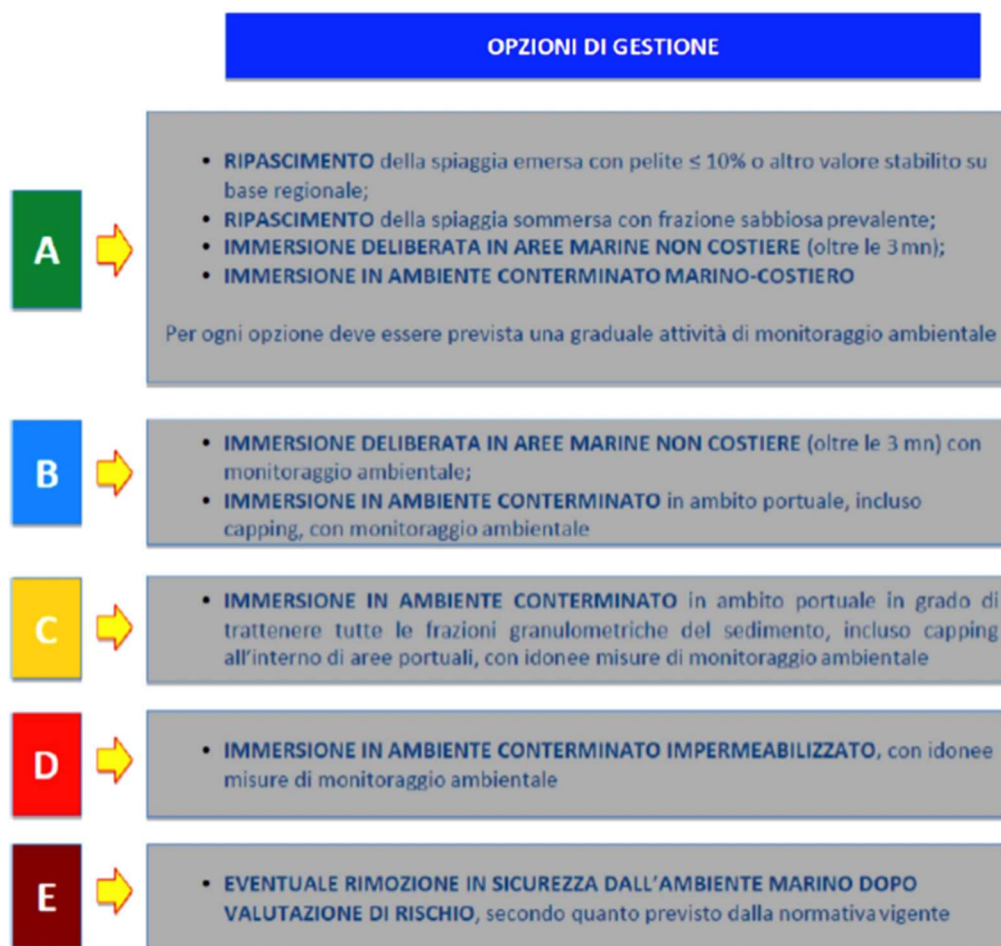 OPZIONI DI GESTIONE
A
• RIPASCIMENTO della spiaggia emersa con pelite ≤ 10% o altro valore stabilito su
base regionale;
• RIPASCIMENTO della spiaggia sommersa con frazione sabbiosa prevalente;
• IMMERSIONE DELIBERATA IN AREE MARINE NON COSTIERE (oltre le 3 mn);
• IMMERSIONE IN AMBIENTE CONTERMINATO MARINO-COSTIERO
Per ogni opzione deve essere prevista una graduale attività di monitoraggio ambientale
B
• IMMERSIONE DELIBERATA IN AREE MARINE NON COSTIERE (oltre le 3 mn) con
monitoraggio ambientale;
• IMMERSIONE IN AMBIENTE CONTERMINATO in ambito portuale, incluso
capping, con monitoraggio ambientale
C
• IMMERSIONE IN AMBIENTE CONTERMINATO in ambito portuale in grado di
trattenere tutte le frazioni granulometriche del sedimento, incluso capping
all'interno di aree portuali, con idonee misure di monitoraggio ambientale
D
• IMMERSIONE IN AMBIENTE CONTERMINATO IMPERMEABILIZZATO, con idonee
misure di monitoraggio ambientale
E
• EVENTUALE RIMOZIONE IN SICUREZZA DALL'AMBIENTE MARINO DOPO
VALUTAZIONE DI RISCHIO, secondo quanto previsto dalla normativa vigente